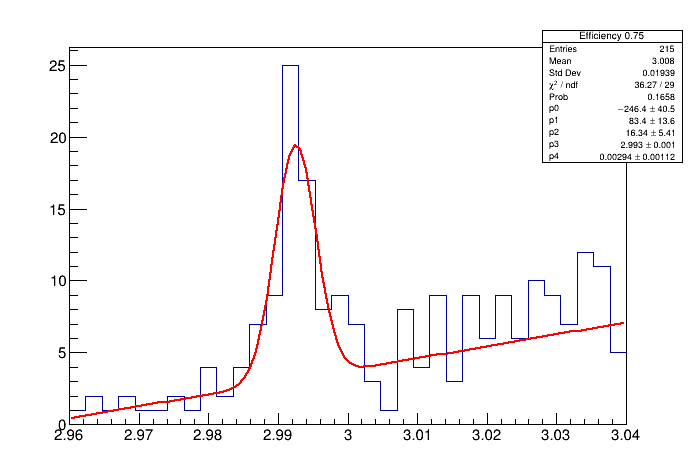 Efficiency 0.75
Entries 215
Mean 3.008
Std Dev 0.01939
χ² / ndf 36.27 / 29
Prob 0.1658
p0 −246.4 ± 40.5
p1 83.4 ± 13.6
p2 16.34 ± 5.41
p3 2.993 ± 0.001
p4 0.00294 ± 0.00112
25
20
15
10
5
0
2.96 2.97 2.98 2.99 3 3.01 3.02 3.03 3.04